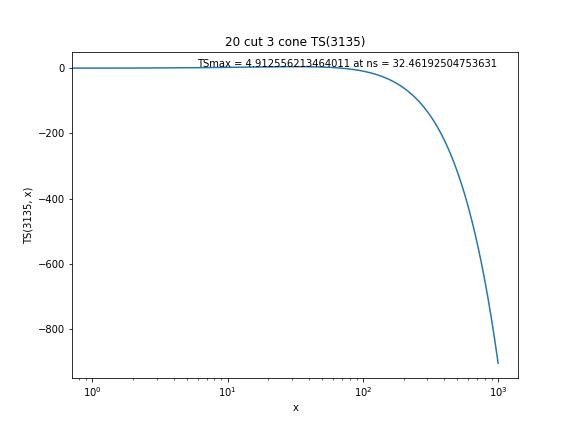 20 cut 3 cone TS(3135)
TSmax = 4.912556213464011 at ns = 32.46192504753631
0
−200
−400
−600
−800
TS(3135, x)
10⁰
10¹
10²
10³
x